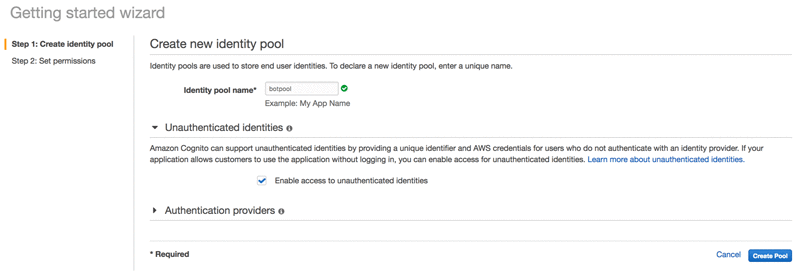 Getting started wizard
Step 1: Create identity pool
Step 2: Set permissions
Create new identity pool
Identity pools are used to store end user identities. To declare a new identity pool, enter a unique name.
Identity pool name* botpool
Example: My App Name
Unauthenticated identities
Amazon Cognito can support unauthenticated identities by providing a unique identifier and AWS credentials for users who do not authenticate with an identity provider. If your
application allows customers to use the application without logging in, you can enable access for unauthenticated identities. Learn more about unauthenticated identities.
Enable access to unauthenticated identities
Authentication providers
* Required Cancel Create Pool